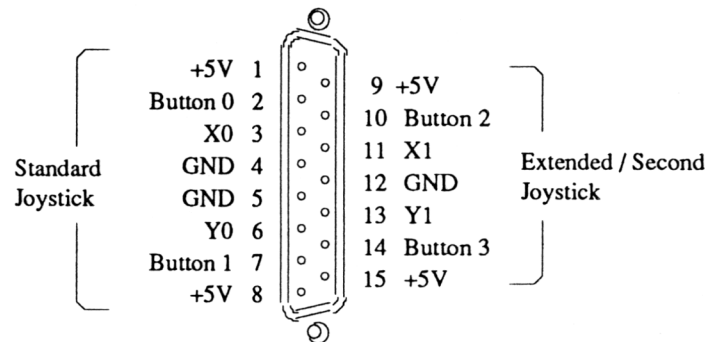 +5V 1
Button 0 2
X0 3
GND 4
GND 5
Y0 6
Button 1 7
+5V 8
9 +5V
10 Button 2
11 X1
12 GND
13 Y1
14 Button 3
15 +5V
Standard
Joystick
Extended / Second
Joystick